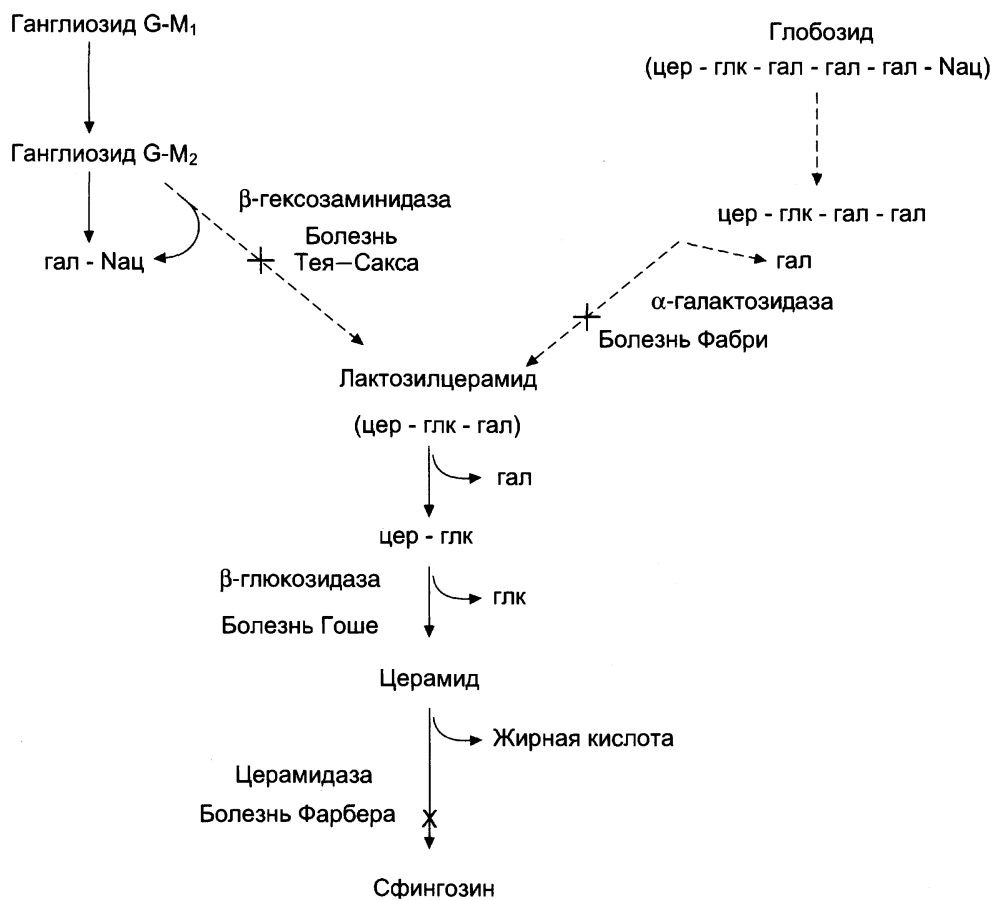 Ганглиозид G-M₁
Глобозид
(цер - глк - гал - гал - гал - Nац)
Ганглиозид G-M₂
β-гексозаминидаза
Болезнь
Тея–Сакса
гал - Nац
цер - глк - гал - гал
гал
α-галактозидаза
Болезнь Фабри
Лактозилцерамид
(цер - глк - гал)
гал
цер - глк
β-глюкозидаза
глк
Болезнь Гоше
Церамид
Жирная кислота
Церамидаза
Болезнь Фарбера
Сфингозин